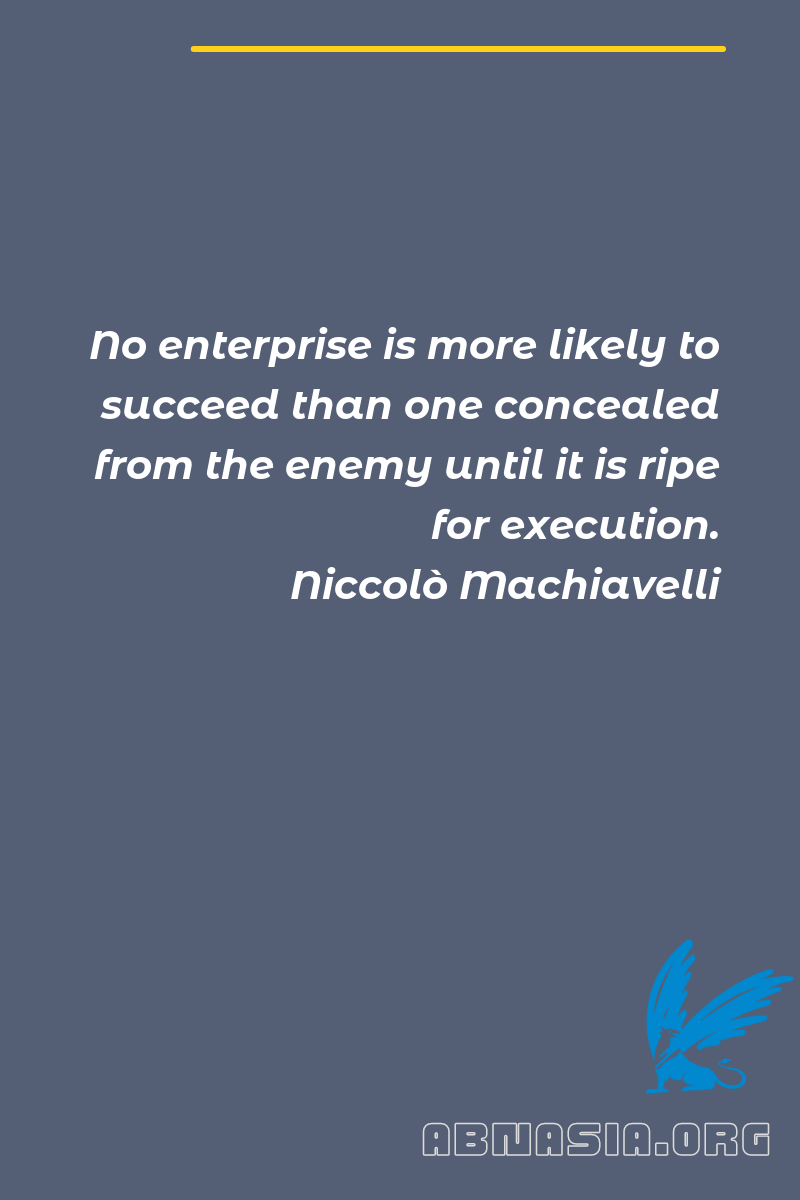 No enterprise is more likely to
succeed than one concealed
from the enemy until it is ripe
for execution.
Niccolò Machiavelli
ABNASIA.ORG